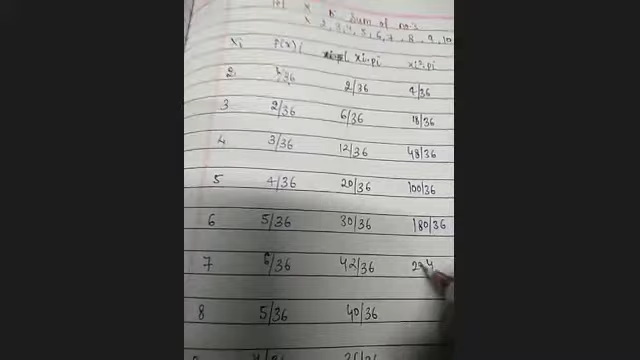 Sum of no's
2, 3, 4, 5, 6, 7, 8, 9, 10
Xi P(x)i xi.pi xi².pi
2 1/36 2/36 4/36
3 2/36 6/36 18/36
4 3/36 12/36 48/36
5 4/36 20/36 100/36
6 5/36 30/36 180/36
7 6/36 42/36
8 5/36 40/36